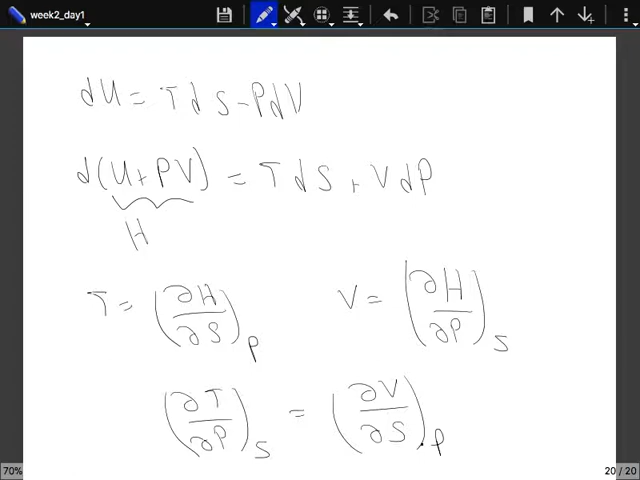 week2_day1
dU = TdS - PdV
d(U + PV) = TdS + VdP
H
T = (∂H/∂S)_P V = (∂H/∂P)_S
(∂T/∂P)_S = (∂V/∂S)_P
70% 20 / 20